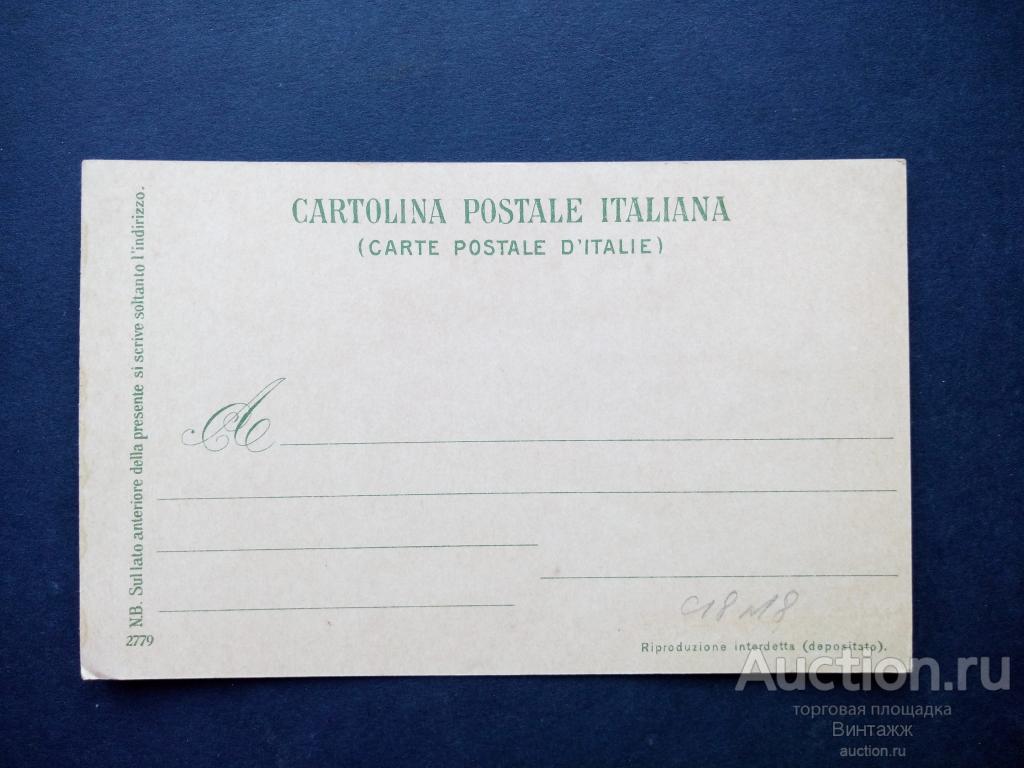 CARTOLINA POSTALE ITALIANA
(CARTE POSTALE D'ITALIE)
N.B. Sul lato anteriore della presente si scrive soltanto l'indirizzo.
A
2779
Riproduzione interdetta (depositato).
Auction.ru
торговая площадка
Винтажж
auction.ru